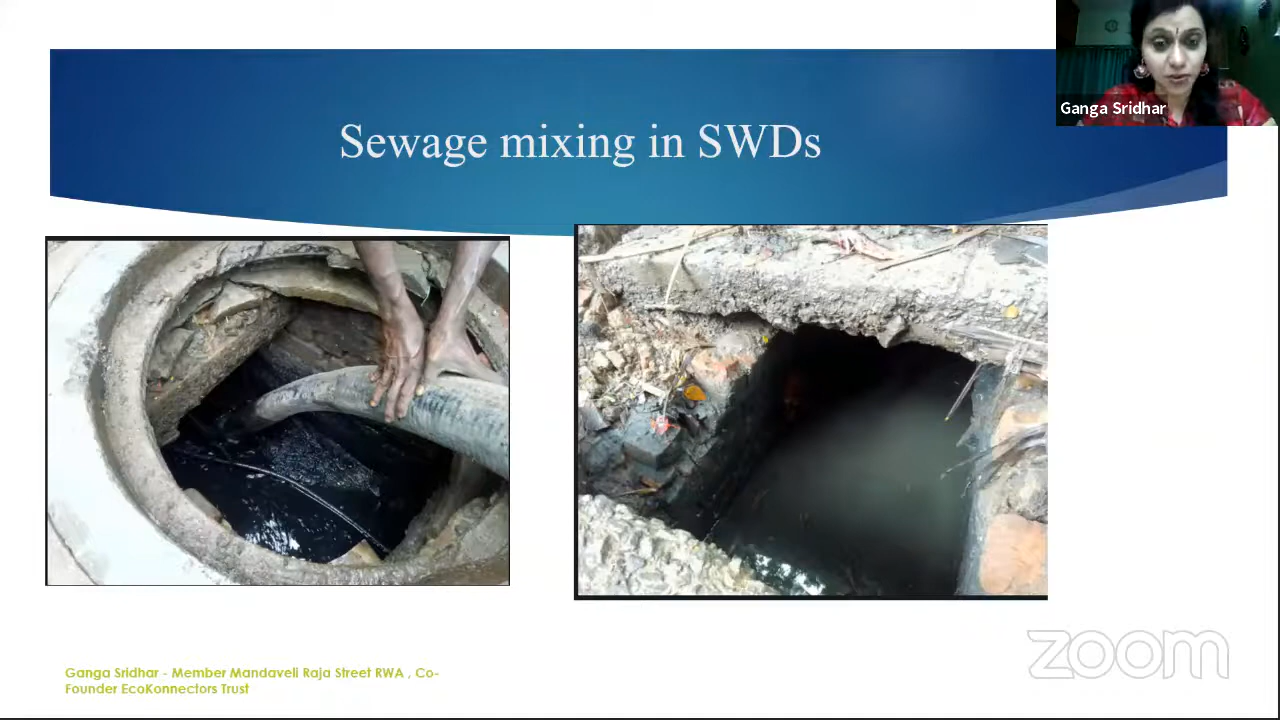 Sewage mixing in SWDs
Ganga Sridhar
Ganga Sridhar - Member Mandaveli Raja Street RWA , Co-
Founder EcoKonnectors Trust
zoom